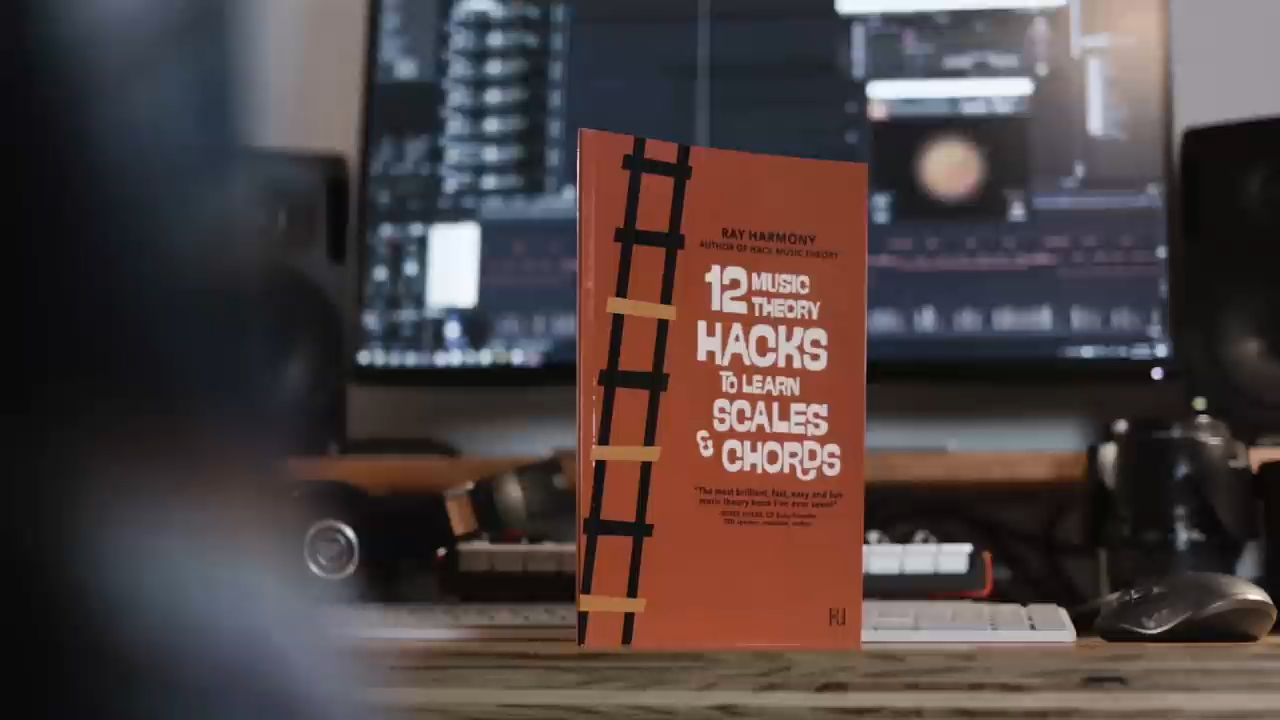 RAY HARMONY
AUTHOR OF HACK MUSIC THEORY
12 MUSIC
THEORY
HACKS
TO LEARN
SCALES
& CHORDS
"The most brilliant, fast, easy and fun
music theory book I've ever seen!"